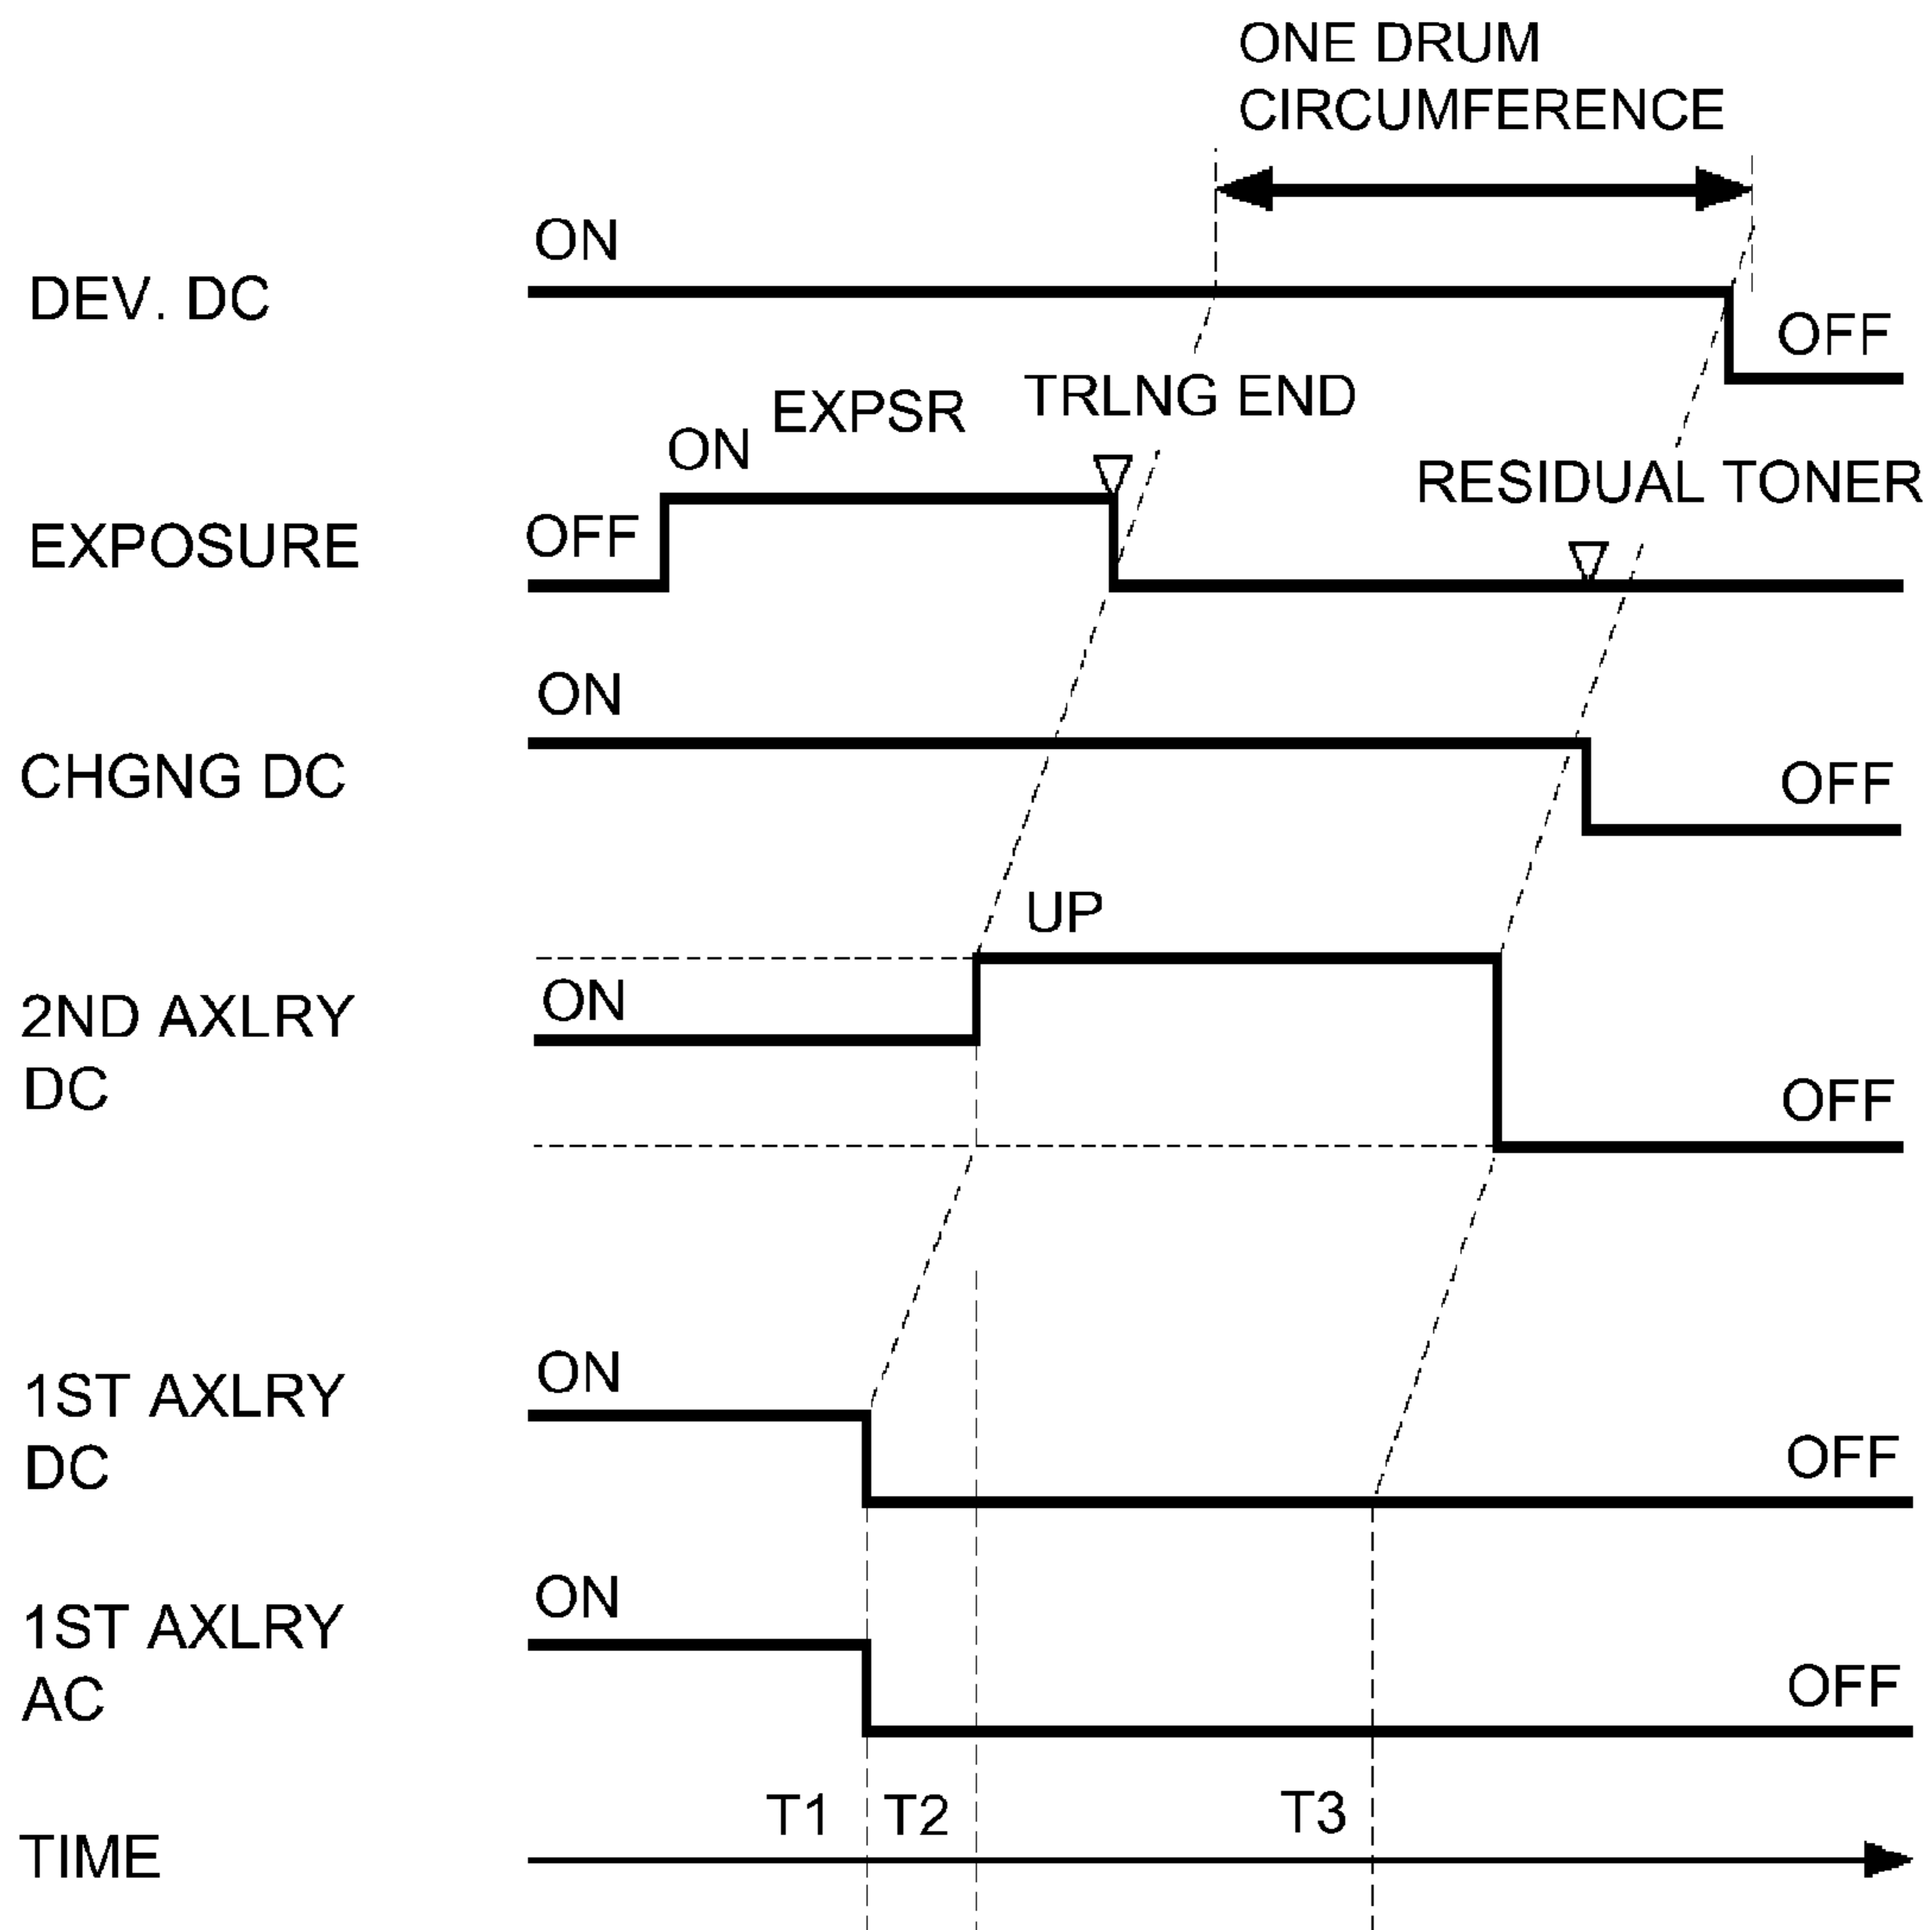 ONE DRUM
CIRCUMFERENCE
ON
DEV. DC
OFF
EXPSR
TRLNG END
ON
RESIDUAL TONER
EXPOSURE
OFF
ON
CHGNG DC
OFF
UP
ON
2ND AXLRY
DC
OFF
ON
1ST AXLRY
DC
OFF
ON
1ST AXLRY
AC
OFF
T1
T2
T3
TIME